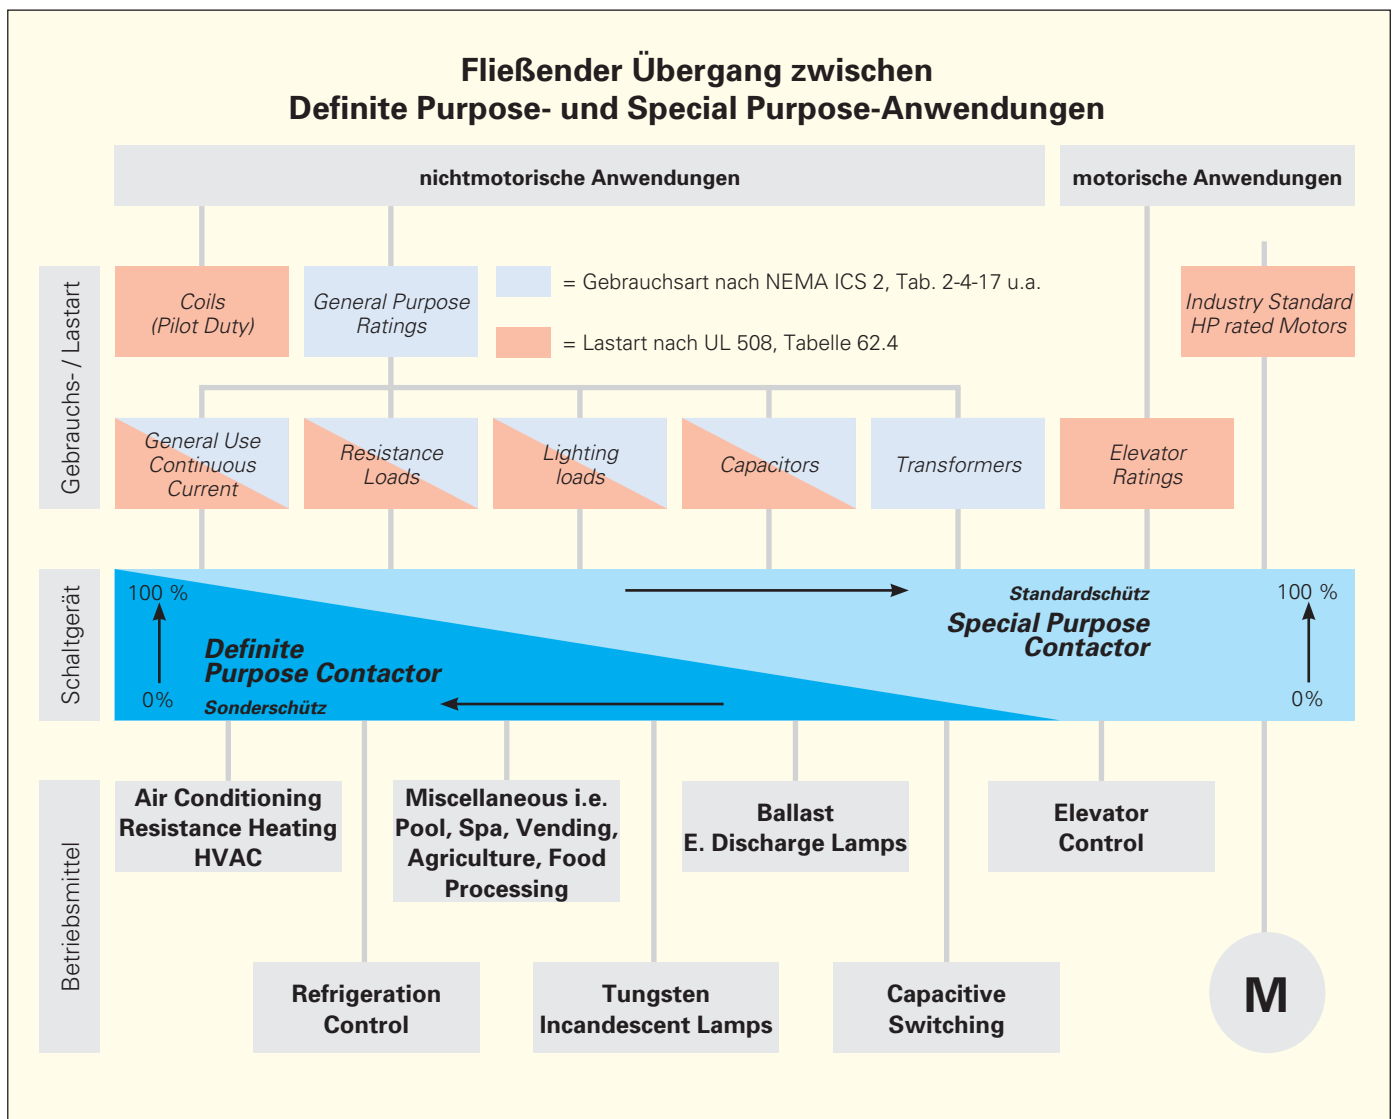 Fließender Übergang zwischen
Definite Purpose- und Special Purpose-Anwendungen
nichtmotorische Anwendungen
motorische Anwendungen
Gebrauchs- / Lastart
Coils
(Pilot Duty)
General Purpose
Ratings
= Gebrauchsart nach NEMA ICS 2, Tab. 2-4-17 u.a.
= Lastart nach UL 508, Tabelle 62.4
Industry Standard
HP rated Motors
General Use
Continuous
Current
Resistance
Loads
Lighting
loads
Capacitors
Transformers
Elevator
Ratings
Schaltgerät
100 %
0%
Definite
Purpose Contactor
Sonderschütz
Standardschütz
Special Purpose
Contactor
100 %
0%
Betriebsmittel
Air Conditioning
Resistance Heating
HVAC
Miscellaneous i.e.
Pool, Spa, Vending,
Agriculture, Food
Processing
Ballast
E. Discharge Lamps
Elevator
Control
Refrigeration
Control
Tungsten
Incandescent Lamps
Capacitive
Switching
M